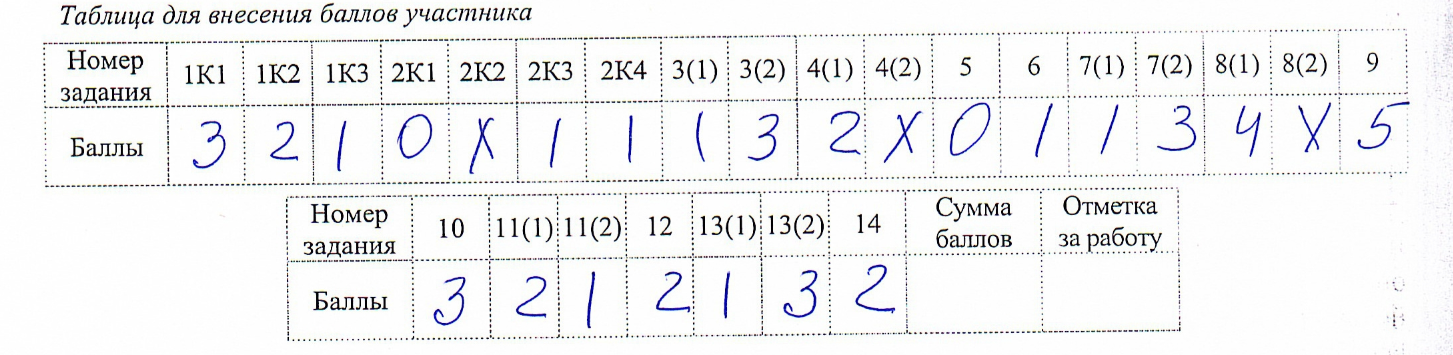 Таблица для внесения баллов участника
Номер задания 1К1 1К2 1К3 2К1 2К2 2К3 2К4 3(1) 3(2) 4(1) 4(2) 5 6 7(1) 7(2) 8(1) 8(2) 9
Баллы 3 2 1 0 X 1 1 1 3 2 X 0 1 1 3 4 X 5
Номер задания 10 11(1) 11(2) 12 13(1) 13(2) 14 Сумма баллов Отметка за работу
Баллы 3 2 1 2 1 3 2